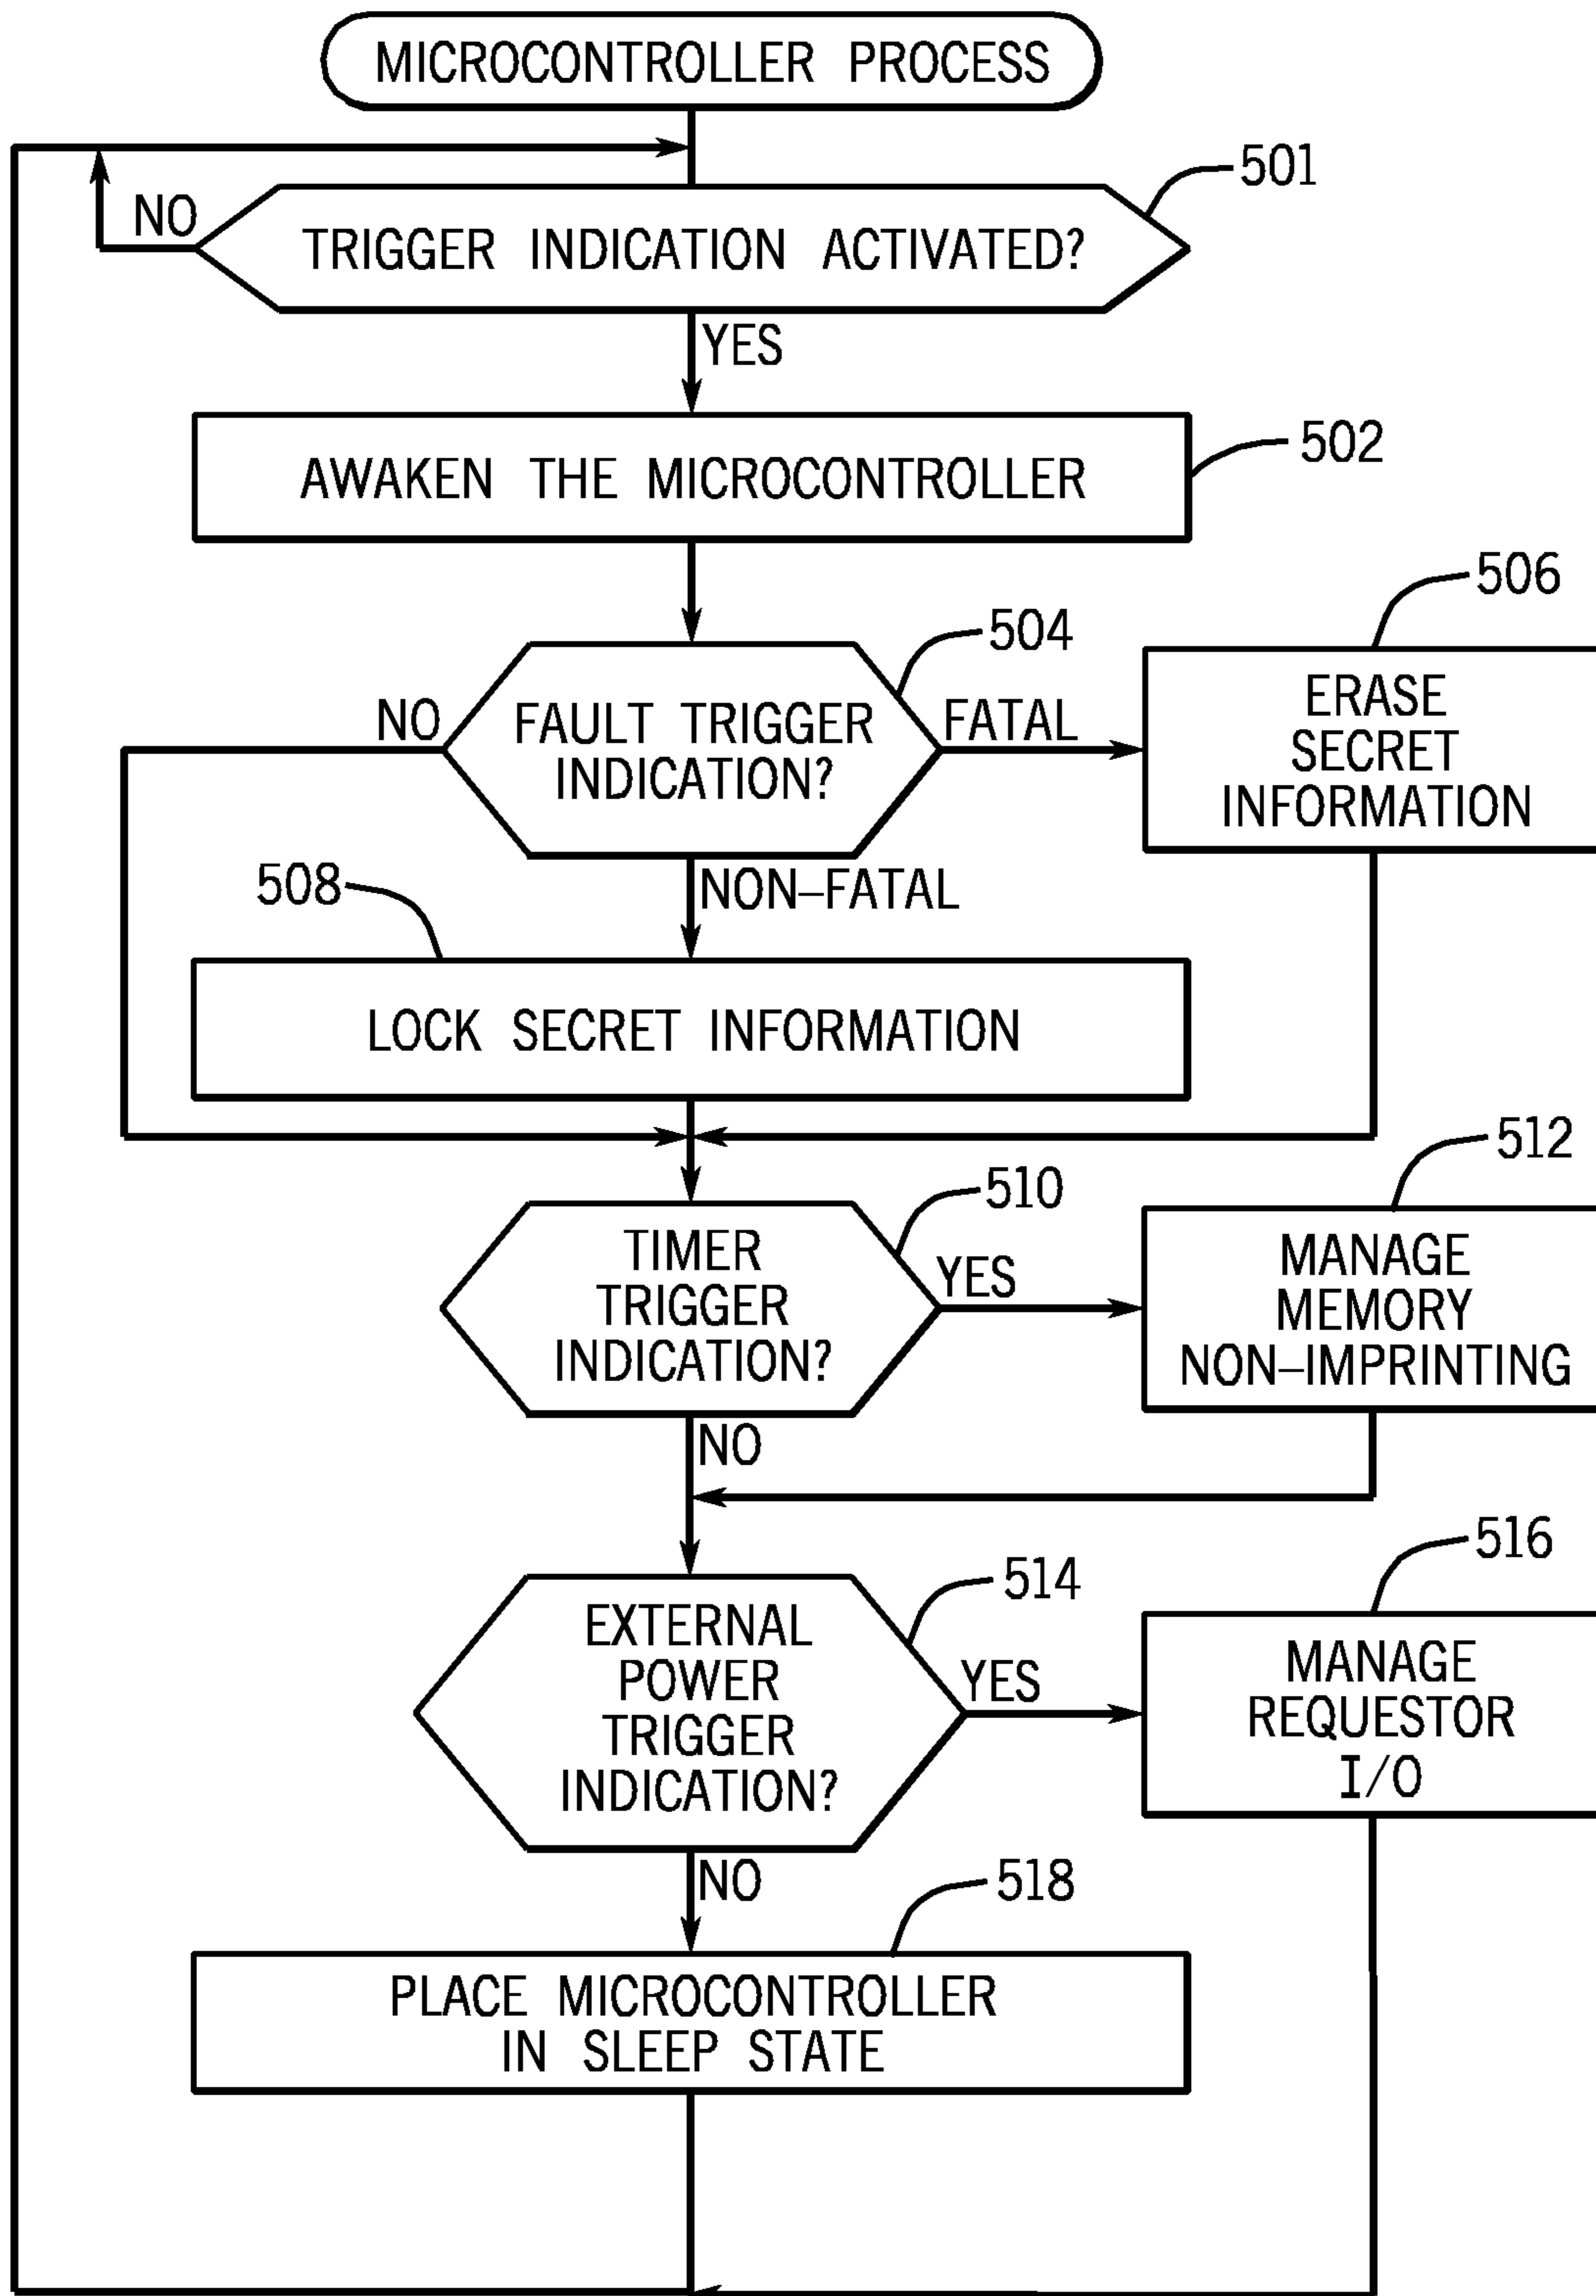 MICROCONTROLLER PROCESS
501
NO
TRIGGER INDICATION ACTIVATED?
YES
502
AWAKEN THE MICROCONTROLLER
506
504
NO
FAULT TRIGGER
INDICATION?
FATAL
ERASE
SECRET
INFORMATION
508
NON–FATAL
LOCK SECRET INFORMATION
512
510
TIMER
TRIGGER
INDICATION?
YES
MANAGE
MEMORY
NON–IMPRINTING
NO
516
514
EXTERNAL
POWER
TRIGGER
INDICATION?
YES
MANAGE
REQUESTOR
I/O
NO
518
PLACE MICROCONTROLLER
IN SLEEP STATE